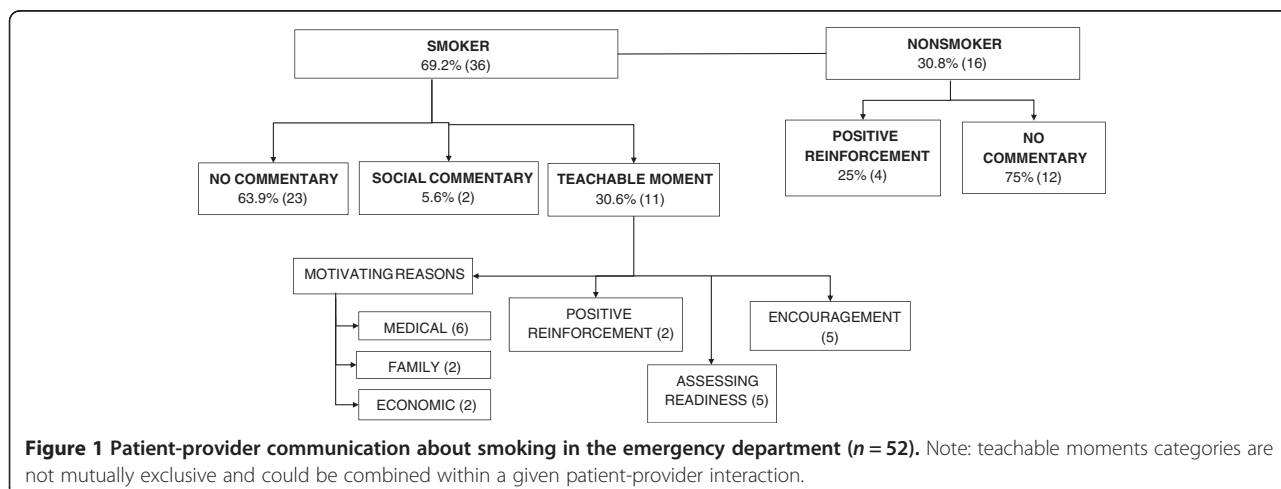 SMOKER
69.2% (36)
NONSMOKER
30.8% (16)
NO COMMENTARY
63.9% (23)
SOCIAL COMMENTARY
5.6% (2)
TEACHABLE MOMENT
30.6% (11)
POSITIVE
REINFORCEMENT
25% (4)
NO
COMMENTARY
75% (12)
MOTIVATING REASONS
MEDICAL (6)
FAMILY (2)
ECONOMIC (2)
POSITIVE
REINFORCEMENT (2)
ASSESSING
READINESS (5)
ENCOURAGEMENT
(5)
Figure 1 Patient-provider communication about smoking in the emergency department (n = 52). Note: teachable moments categories are
not mutually exclusive and could be combined within a given patient-provider interaction.